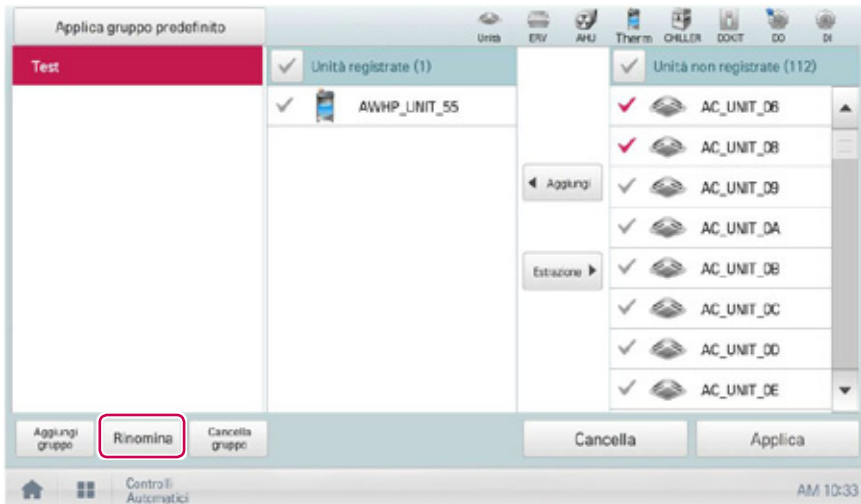 Applica gruppo predefinito
Unità
ERV
AHU
Therm
CHILLER
DOKIT
DO
DI
Test
Unità registrate (1)
Unità non registrate (112)
AWHP_UNIT_55
AC_UNIT_06
AC_UNIT_08
AC_UNIT_09
AC_UNIT_0A
AC_UNIT_0B
AC_UNIT_0C
AC_UNIT_0D
AC_UNIT_0E
Aggiungi
Estrazione
Aggiungi
gruppo
Rinomina
Cancella
gruppo
Cancella
Applica
Controlli
Automatici
AM 10:33